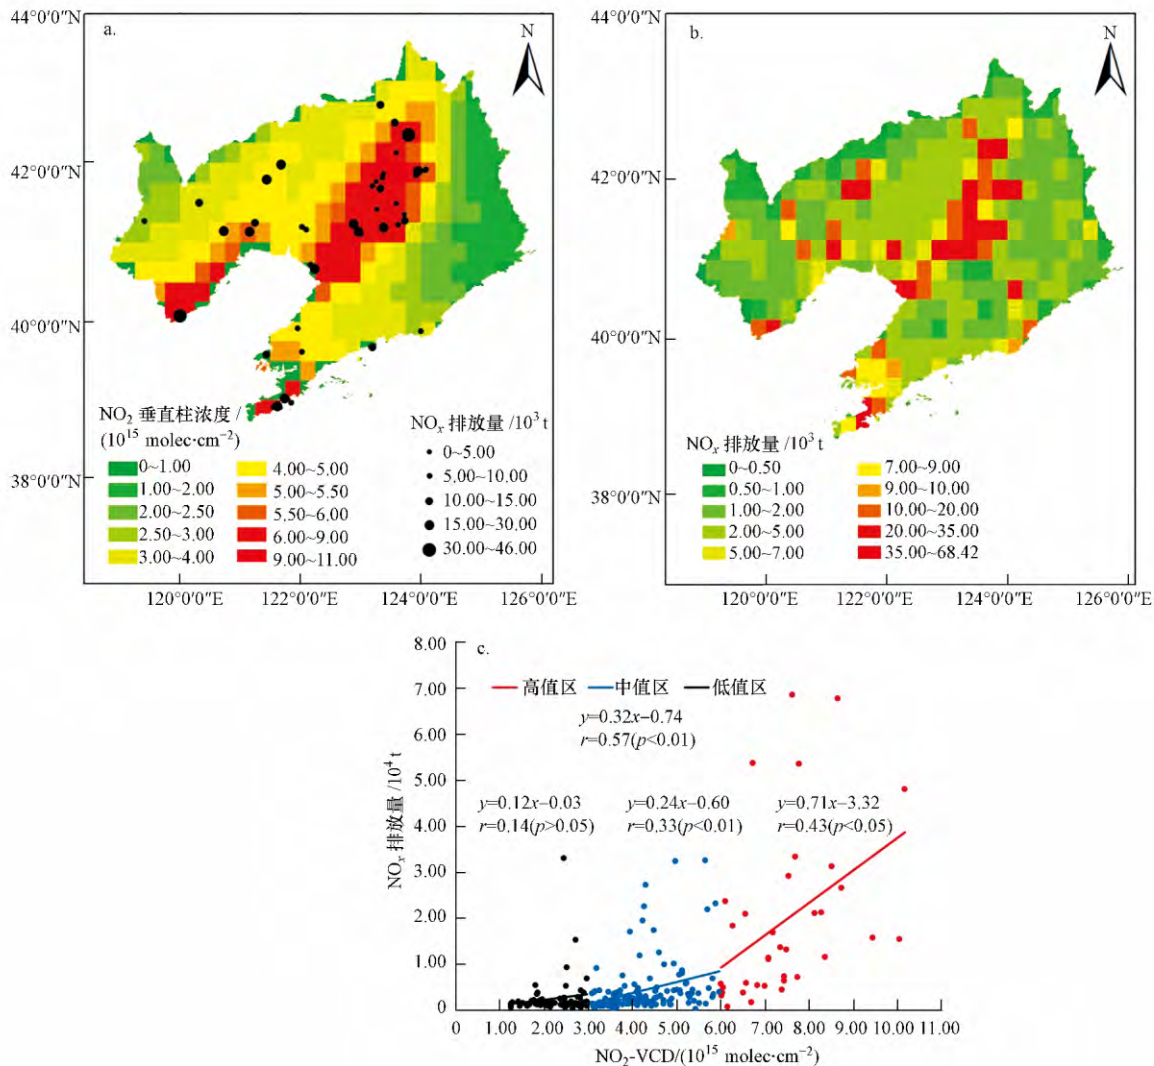 a.
N
44°0′0″N
42°0′0″N
40°0′0″N
38°0′0″N
120°0′0″E
122°0′0″E
124°0′0″E
126°0′0″E
NO₂ 垂直柱浓度 /
(10¹⁵ molec·cm⁻²)
0~1.00
1.00~2.00
2.00~2.50
2.50~3.00
3.00~4.00
4.00~5.00
5.00~5.50
5.50~6.00
6.00~9.00
9.00~11.00
NOₓ 排放量 /10³ t
0~5.00
5.00~10.00
10.00~15.00
15.00~30.00
30.00~46.00
b.
N
44°0′0″N
42°0′0″N
40°0′0″N
38°0′0″N
120°0′0″E
122°0′0″E
124°0′0″E
126°0′0″E
NOₓ 排放量 /10³ t
0~0.50
0.50~1.00
1.00~2.00
2.00~5.00
5.00~7.00
7.00~9.00
9.00~10.00
10.00~20.00
20.00~35.00
35.00~68.42
c.
高值区 中值区 低值区
y=0.32x−0.74
r=0.57(p<0.01)
y=0.12x−0.03
r=0.14(p>0.05)
y=0.24x−0.60
r=0.33(p<0.01)
y=0.71x−3.32
r=0.43(p<0.05)
NOₓ 排放量 /10⁴ t
8.00
7.00
6.00
5.00
4.00
3.00
2.00
1.00
0
0 1.00 2.00 3.00 4.00 5.00 6.00 7.00 8.00 9.00 10.00 11.00
NO₂-VCD/(10¹⁵ molec·cm⁻²)